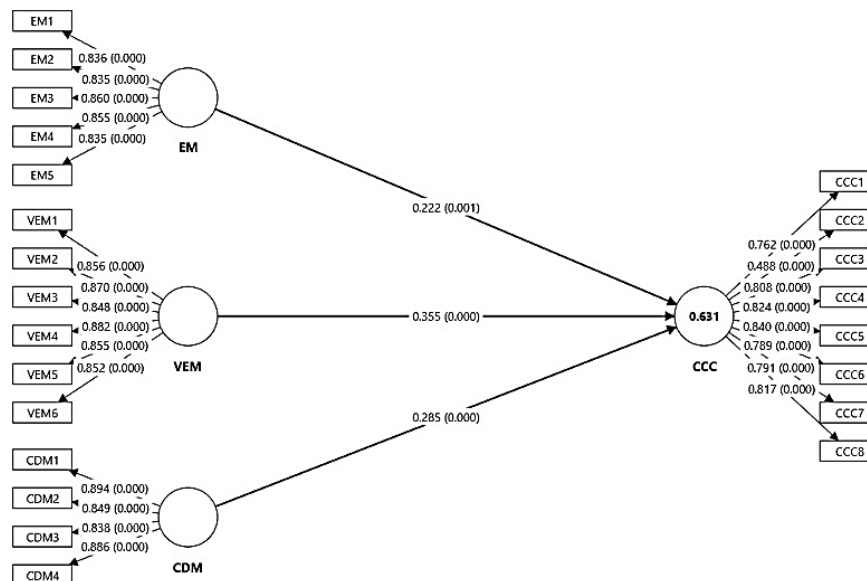 EM1
0.836 (0.000)
EM2
0.835 (0.000)
EM3
0.860 (0.000)
EM4
0.855 (0.000)
EM5
0.835 (0.000)
EM
0.222 (0.001)
VEM1
0.856 (0.000)
VEM2
0.870 (0.000)
VEM3
0.848 (0.000)
VEM4
0.882 (0.000)
VEM5
0.855 (0.000)
VEM6
0.852 (0.000)
VEM
0.355 (0.000)
CDM1
0.894 (0.000)
CDM2
0.849 (0.000)
CDM3
0.838 (0.000)
CDM4
0.886 (0.000)
CDM
0.285 (0.000)
0.631
CCC
CCC1
0.762 (0.000)
CCC2
0.488 (0.000)
CCC3
0.808 (0.000)
CCC4
0.824 (0.000)
CCC5
0.840 (0.000)
CCC6
0.789 (0.000)
CCC7
0.791 (0.000)
CCC8
0.817 (0.000)